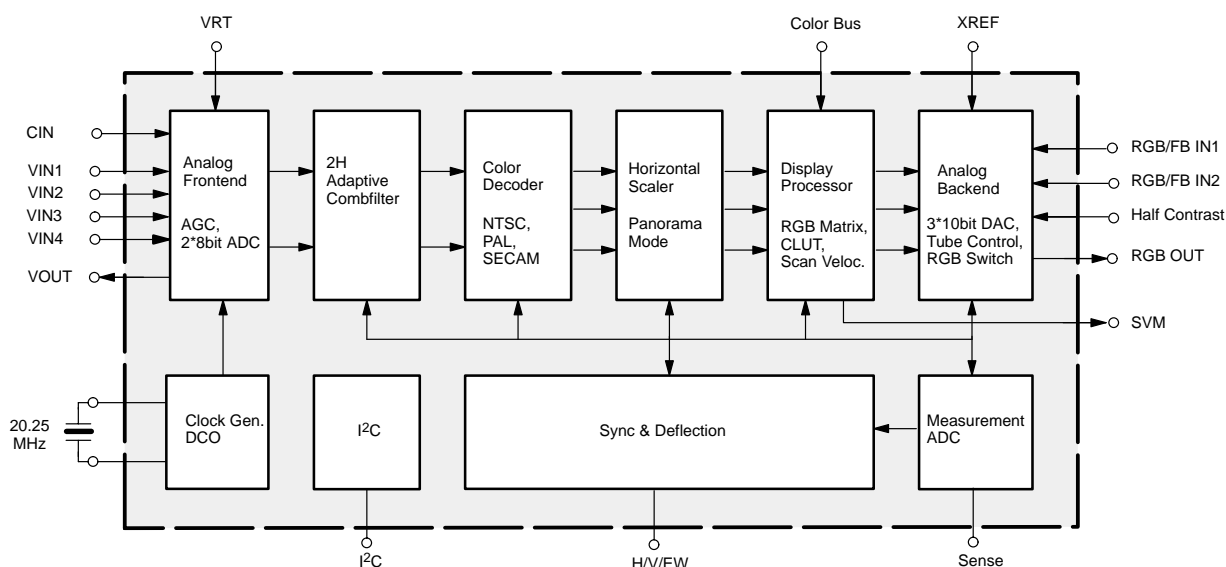 VRT
Color Bus
XREF
CIN
VIN1
VIN2
VIN3
VIN4
VOUT
Analog
Frontend
AGC,
2*8bit ADC
2H
Adaptive
Combfilter
Color
Decoder
NTSC,
PAL,
SECAM
Horizontal
Scaler
Panorama
Mode
Display
Processor
RGB Matrix,
CLUT,
Scan Veloc.
Analog
Backend
3*10bit DAC,
Tube Control,
RGB Switch
RGB/FB IN1
RGB/FB IN2
Half Contrast
RGB OUT
SVM
20.25
MHz
Clock Gen.
DCO
I²C
Sync & Deflection
Measurement
ADC
I²C
H/V/EW
Sense